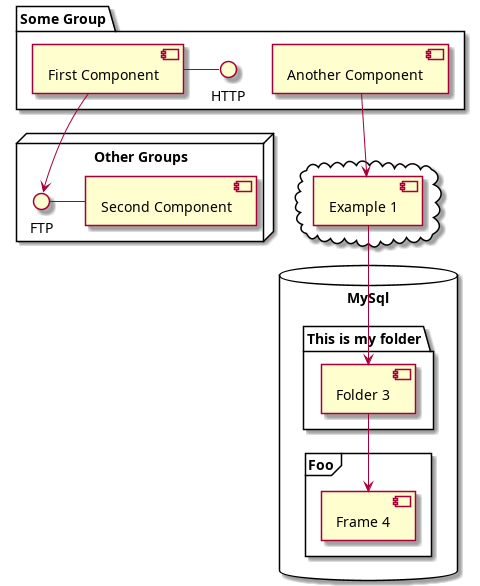 Some Group
First Component
HTTP
Another Component
Other Groups
FTP
Second Component
Example 1
MySql
This is my folder
Folder 3
Foo
Frame 4